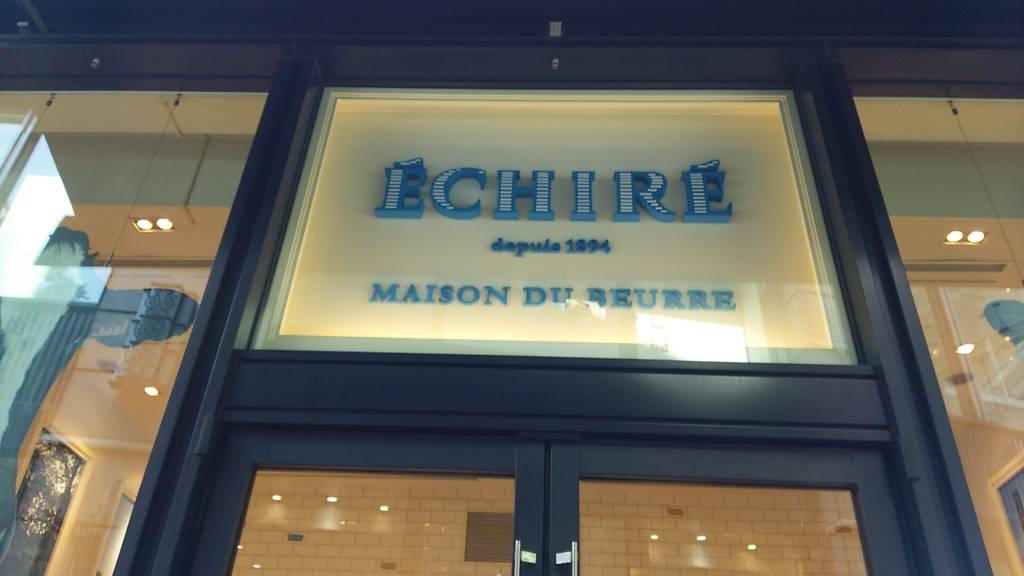 ÉCHIRÉ
depuis 1894
MAISON DU BEURRE